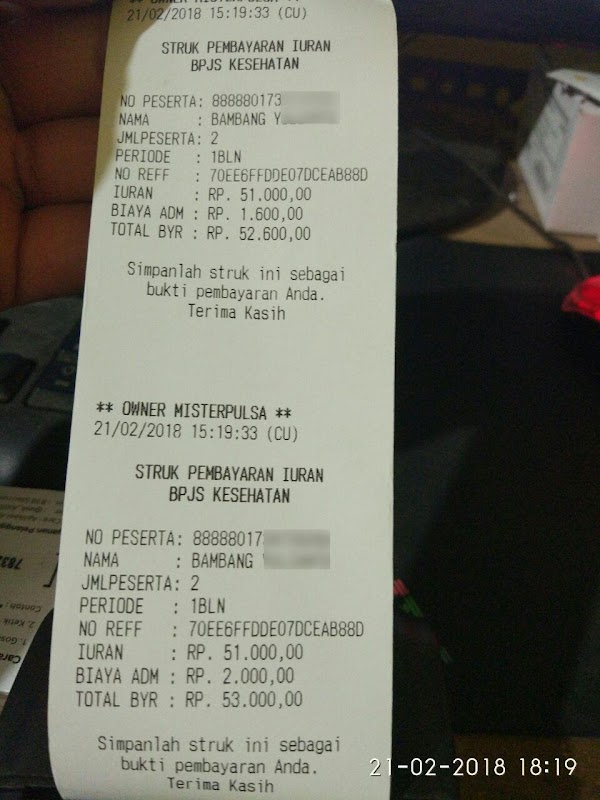 ** OWNER MISTERPULSA **
21/02/2018 15:19:33 (CU)
STRUK PEMBAYARAN IURAN
BPJS KESEHATAN
NO PESERTA: 888880173
NAMA : BAMBANG
JMLPESERTA: 2
PERIODE : 1BLN
NO REFF : 70EE6FFDDE07DCEAB88D
IURAN : RP. 51.000,00
BIAYA ADM : RP. 1.600,00
TOTAL BYR : RP. 52.600,00
Simpanlah struk ini sebagai
bukti pembayaran Anda.
Terima Kasih
** OWNER MISTERPULSA **
21/02/2018 15:19:33 (CU)
STRUK PEMBAYARAN IURAN
BPJS KESEHATAN
NO PESERTA: 88888017
NAMA : BAMBANG
JMLPESERTA: 2
PERIODE : 1BLN
NO REFF : 70EE6FFDDE07DCEAB88D
IURAN : RP. 51.000,00
BIAYA ADM : RP. 2.000,00
TOTAL BYR : RP. 53.000,00
Simpanlah struk ini sebagai
bukti pembayaran Anda.
Terima Kasih
21-02-2018 18:19